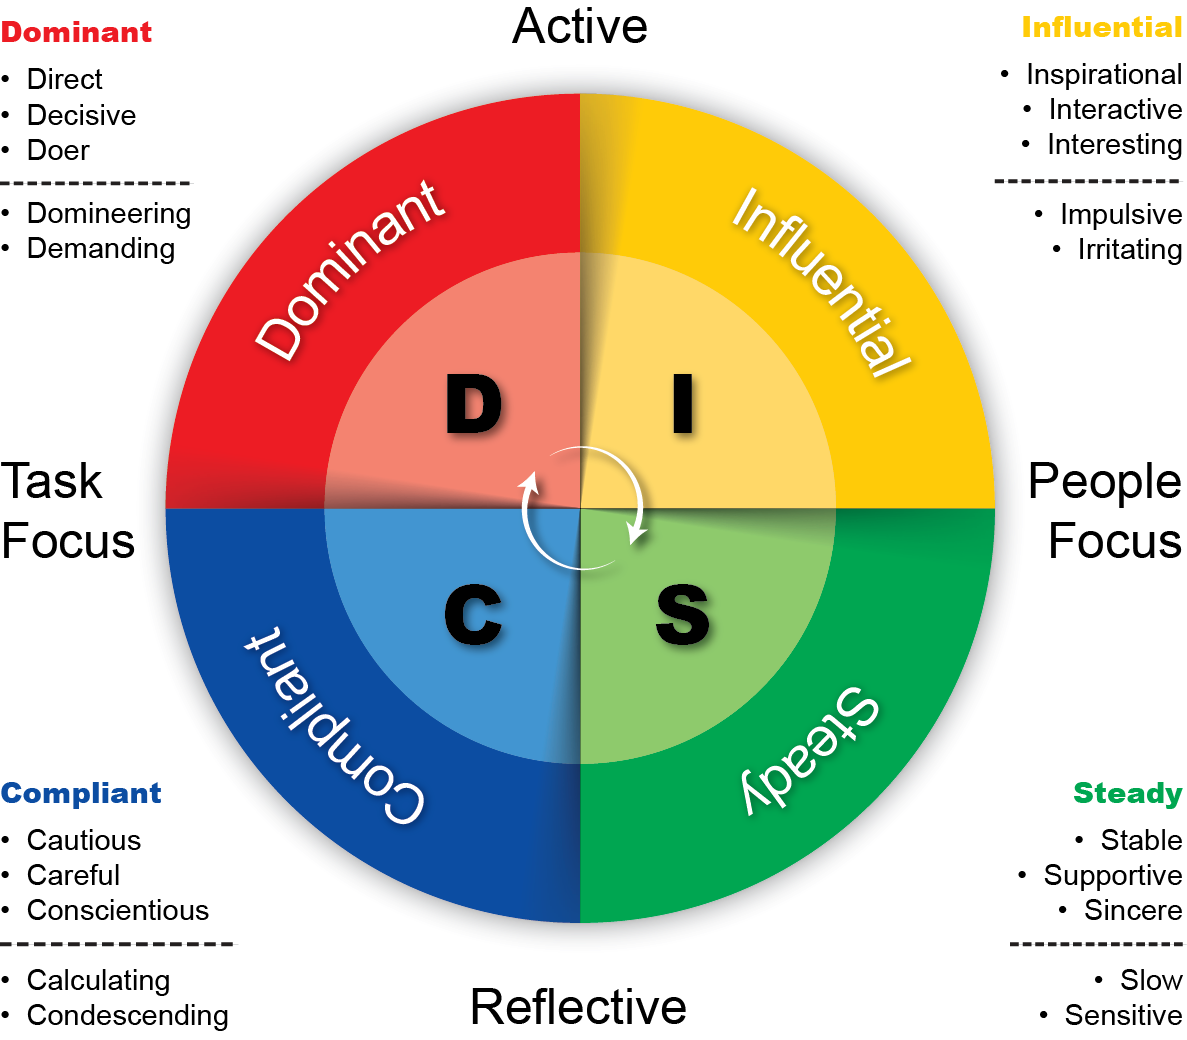 Active
Dominant
• Direct
• Decisive
• Doer
• Domineering
• Demanding
Influential
• Inspirational
• Interactive
• Interesting
• Impulsive
• Irritating
Dominant
Influential
D
I
Task
Focus
People
Focus
C
S
Compliant
Steady
Compliant
• Cautious
• Careful
• Conscientious
• Calculating
• Condescending
Steady
• Stable
• Supportive
• Sincere
• Slow
• Sensitive
Reflective